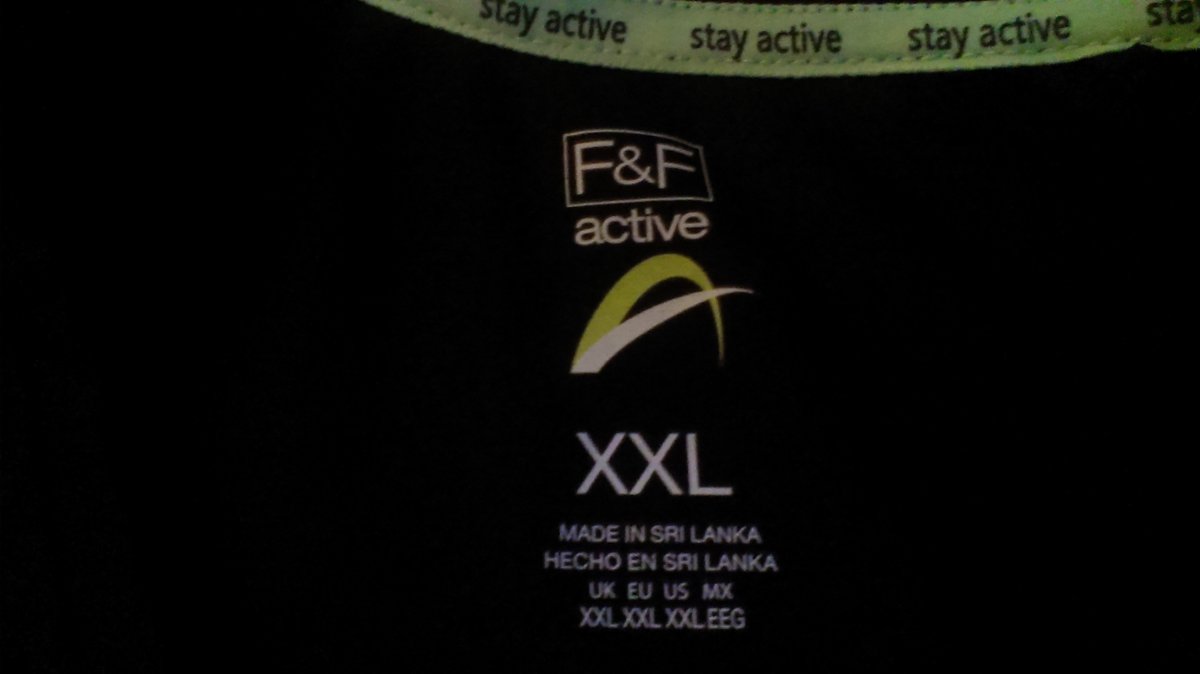 stay active stay active stay active sta
F&F
active
XXL
MADE IN SRI LANKA
HECHO EN SRI LANKA
UK EU US MX
XXL XXL XXL EEG